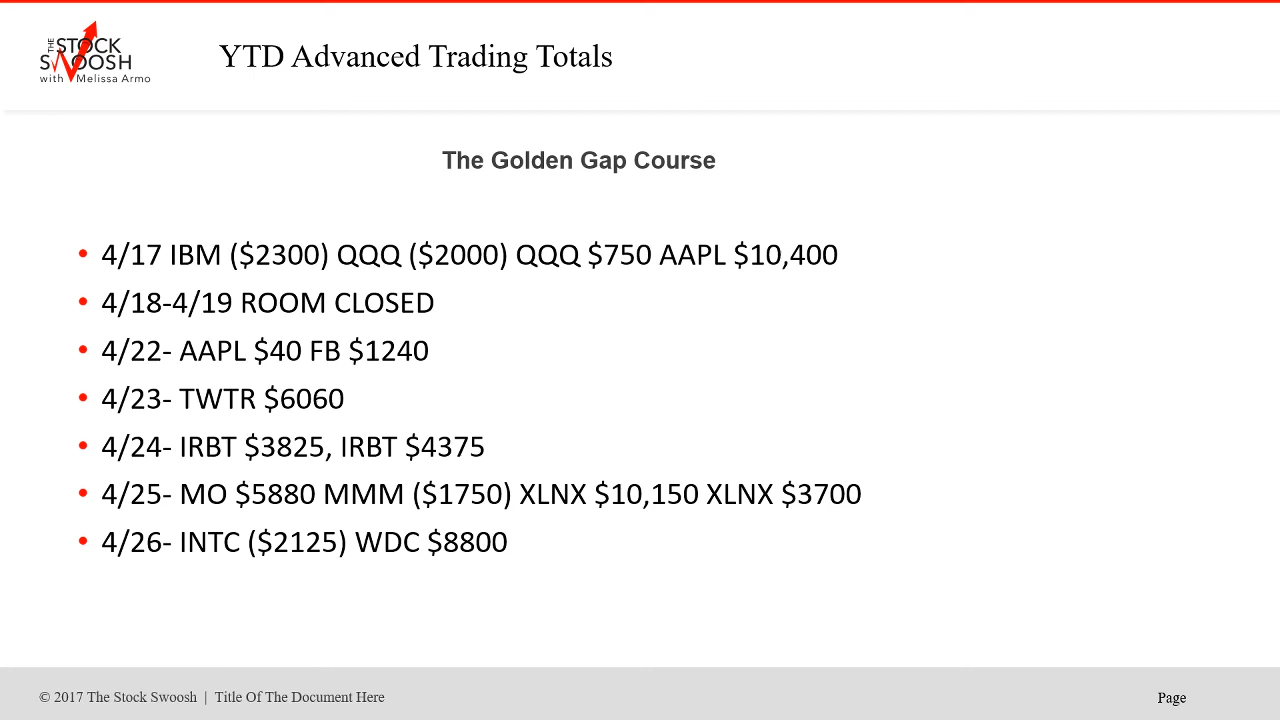 THE STOCK
SWOOSH
with Melissa Armo
YTD Advanced Trading Totals
The Golden Gap Course
• 4/17 IBM ($2300) QQQ ($2000) QQQ $750 AAPL $10,400
• 4/18-4/19 ROOM CLOSED
• 4/22- AAPL $40 FB $1240
• 4/23- TWTR $6060
• 4/24- IRBT $3825, IRBT $4375
• 4/25- MO $5880 MMM ($1750) XLNX $10,150 XLNX $3700
• 4/26- INTC ($2125) WDC $8800
© 2017 The Stock Swoosh | Title Of The Document Here
Page